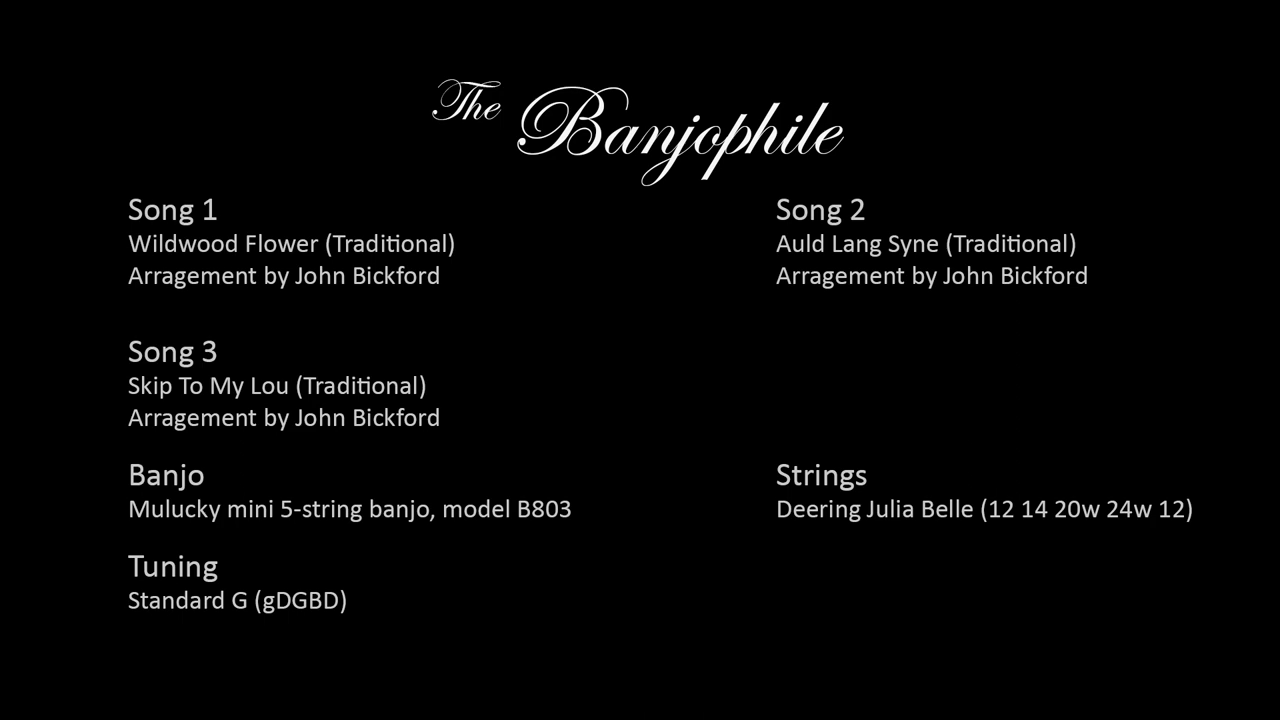 The Banjophile
Song 1
Wildwood Flower (Traditional)
Arragement by John Bickford
Song 2
Auld Lang Syne (Traditional)
Arragement by John Bickford
Song 3
Skip To My Lou (Traditional)
Arragement by John Bickford
Banjo
Mulucky mini 5-string banjo, model B803
Strings
Deering Julia Belle (12 14 20w 24w 12)
Tuning
Standard G (gDGBD)